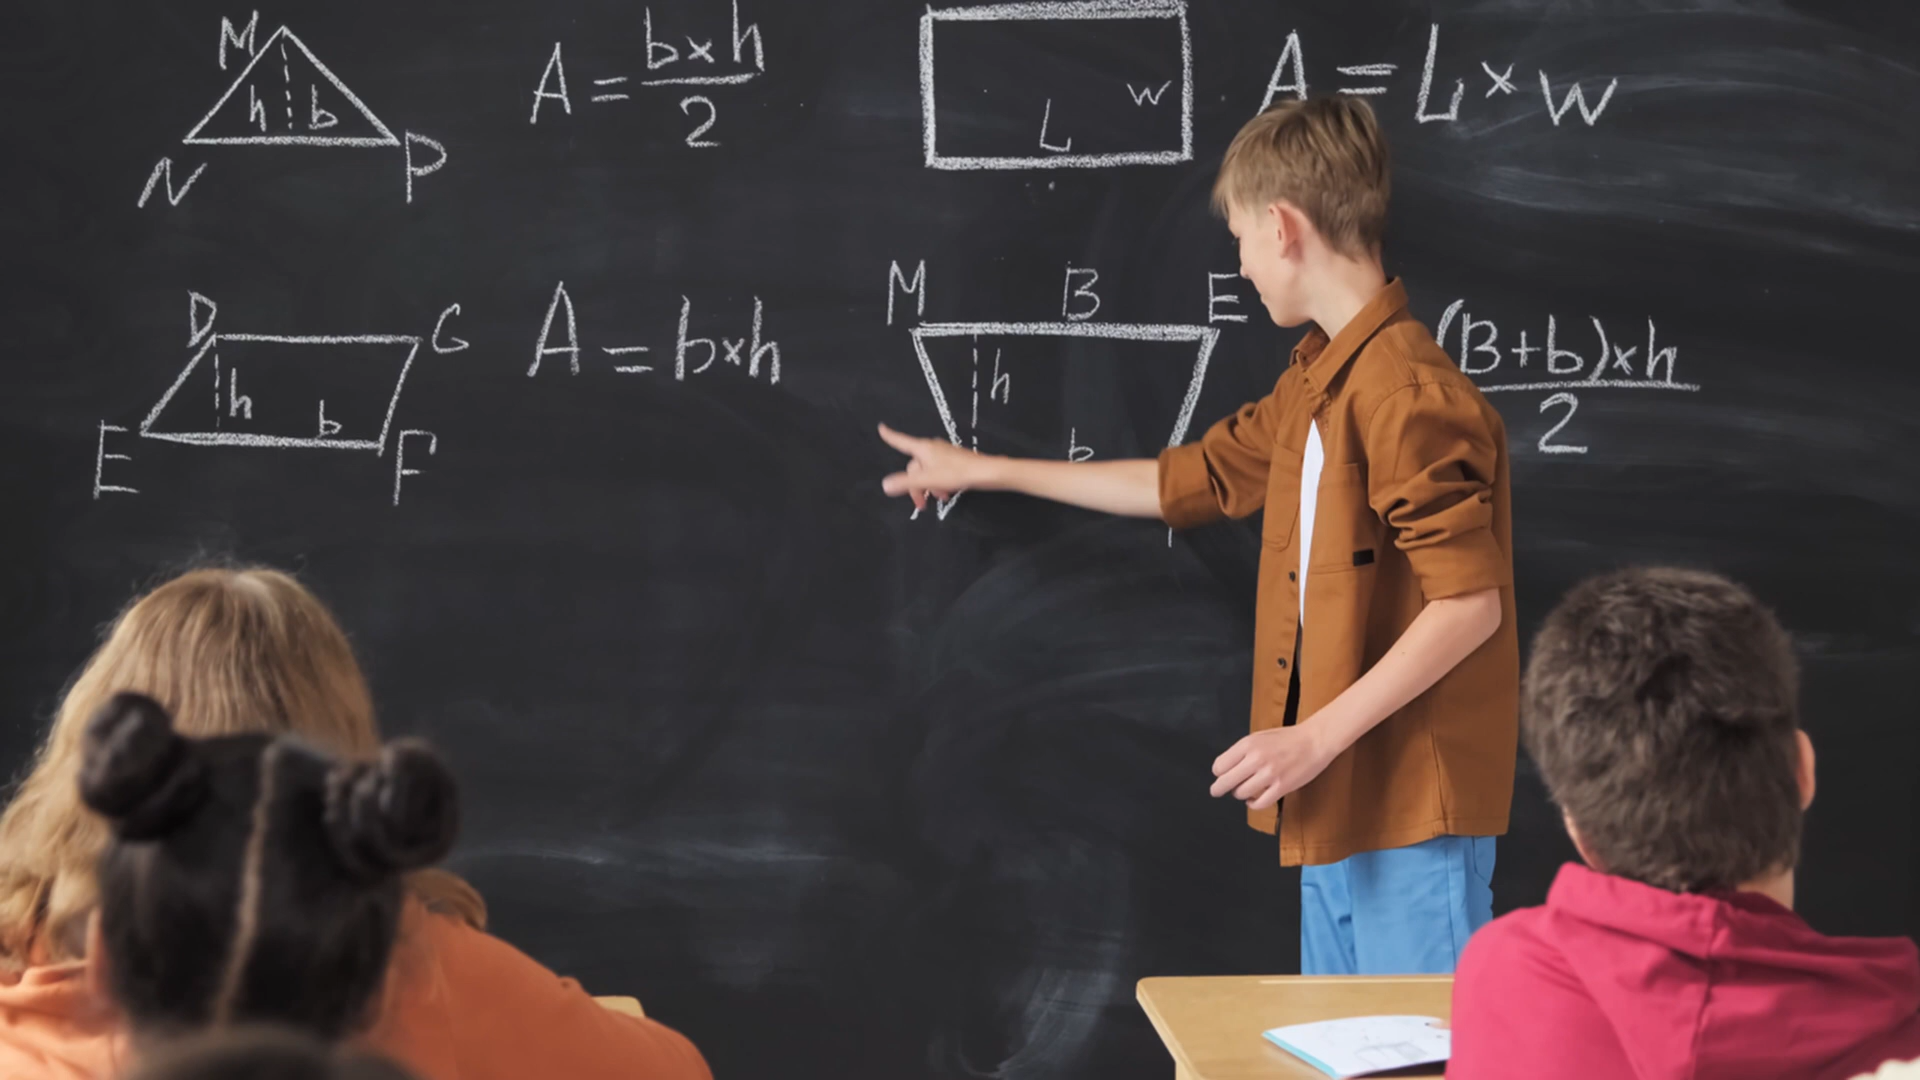 M
h b
N P
A = b×h/2
L w
A = L×w
D G
h b
E F
A = b×h
M B E
h
b
(B+b)×h/2